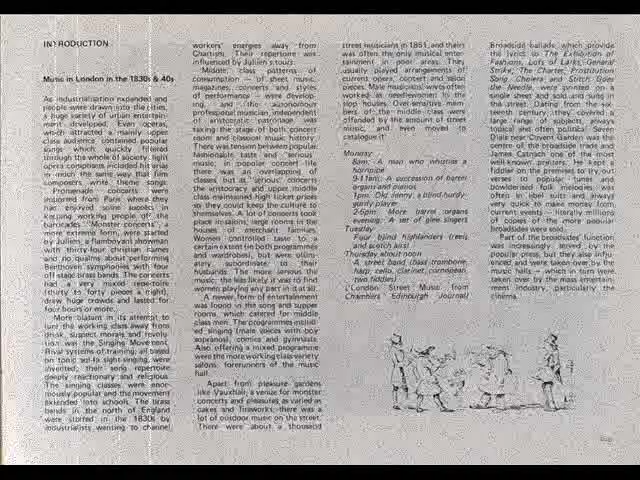 INTRODUCTION
Music in London in the 1830s & 40s
As industrialisation expanded and
people were drawn into the cities,
a huge variety of urban entertain-
ment developed. Even operas,
which attracted a mainly upper
class audience contained popular
songs which quickly filtered
through the whole of society; light
opera composers included hit arias
in much the same way that film
composers write theme songs.
Promenade concerts were
imported from Paris where they
had enjoyed some success in
keeping working people off the
barricades. "Monster concerts", a
more extreme form, were started
by Jullien, a flamboyant showman
with thirty-four christian names
and no qualms about performing
Beethoven symphonies with four
off-stage brass bands. The concerts
had a very mixed repertoire
(thirty to forty pieces a night),
drew huge crowds and lasted for
four hours or more.
More blatant in its attempt to
lure the working class away from
drink, suspect morals and revolu-
tion was the Singing Movement.
Rival systems of training, all based
on tonic sol-fa sight-singing, were
invented; their song repertoire
deeply reactionary and religious.
The singing classes were enor-
mously popular and the movement
extended into schools. The brass
bands in the north of England
were started in the 1830s by
industrialists wanting to channel
workers' energies away from
Chartism. Their repertoire was
influenced by Jullien's tours.
Middle class patterns of
consumption — of sheet music,
magazines, concerts and styles
of performance — were develop-
ing, and the autonomous
professional musician independent
of aristocratic patronage was
taking the stage of both concert
room and classical music history.
There was tension between popular,
fashionable taste and "serious"
music; in popular concert life
there was an overlapping of
classes but at "serious" concerts
the aristocracy and upper middle
class maintained high ticket prices
so they could keep the culture to
themselves. A lot of concerts took
place in salons, large rooms in the
houses of merchant families.
Women controlled taste to a
certain extent (in both programmes
and wardrobes), but were ultim-
ately subordinate to their
husbands. The more serious the
music, the less likely it was to find
women playing any part in it at all.
A newer form of entertainment
was found in the song and supper
rooms, which catered for middle
class men. The programmes includ-
ed singing (male voices with boy
sopranos), comics and gymnasts.
Also offering a mixed programme
were the more working class variety
saloons, forerunners of the music
hall.
Apart from pleasure gardens
like Vauxhall, a venue for monster
concerts and pleasures as varied as
cakes and fireworks, there was a
lot of outdoor music on the street.
There were about a thousand
street musicians in 1861, and theirs
was often the only musical enter-
tainment in poor areas. They
usually played arrangements of
current opera, concert and salon
pieces. Male musicians' wives often
worked as needlewomen to the
slop houses. Over-sensitive mem-
bers of the middle class were
offended by the amount of street
music, and even moved to
catalogue it:
Monday
8am: A man who whistles a
hornpipe
9-11am: A succession of barrel
organs and pianos
1pm: Old Jenny, a blind hurdy-
gurdy player
2-6pm: More barrel organs
evening: A set of glee singers
Tuesday
Four blind highlanders (reels
and scotch airs)
Thursday about noon
A street band (bass trombone,
harp, cello, clarinet, cornopean,
two fiddles)
('London Street Music' from
Chambers' Edinburgh Journal)
Broadside ballads, which provide
the lyrics to The Exhibition of
Fashions, Lots of Larks, General
Strike, The Charter, Prostitution
Song, Cholera and Stitch Goes
the Needle, were printed on a
single sheet and sold and sung in
the street. Dating from the six-
teenth century, they covered a
large range of subjects, always
topical and often political. Seven
Dials near Covent Garden was the
centre of the broadside trade and
James Catnach one of the most
well-known printers. He kept a
fiddler on the premises to try out
verses to popular tunes and
bowdlerised folk melodies, was
often in libel suits and always
very quick to make money from
current events — literally millions
of copies of the more popular
broadsides were sold.
Part of the broadsides' function
was increasingly served by the
popular press, but they also influ-
enced and were taken over by the
music halls — which in turn were
taken over by the mass entertain-
ments industry, particularly the
cinema.